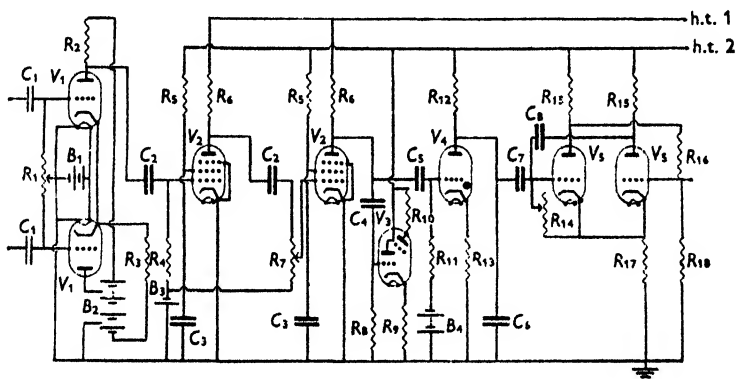 h.t. 1
h.t. 2
R2
C1
V1
R5
R6
R5
R6
R12
R15
R15
C8
V2
V2
V4
V5
V5
C2
C2
C5
C7
R16
R1
B1
C4
V3
R10
R14
C1
V1
R3
R4
R7
R11
R13
R17
R18
B2
B3
C3
C3
R8
R9
B4
C6